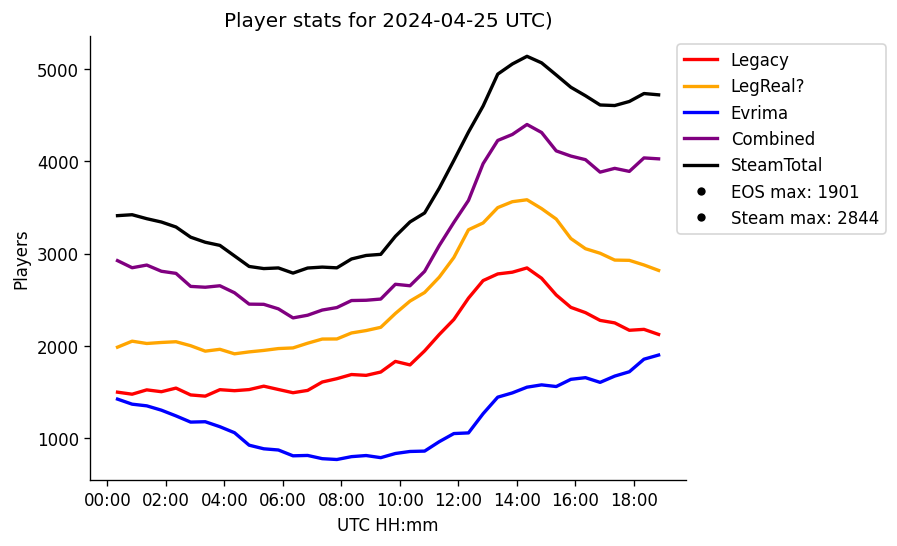 Player stats for 2024-04-25 UTC)
Legacy
LegReal?
Evrima
Combined
SteamTotal
EOS max: 1901
Steam max: 2844
Players
5000
4000
3000
2000
1000
00:00 02:00 04:00 06:00 08:00 10:00 12:00 14:00 16:00 18:00
UTC HH:mm